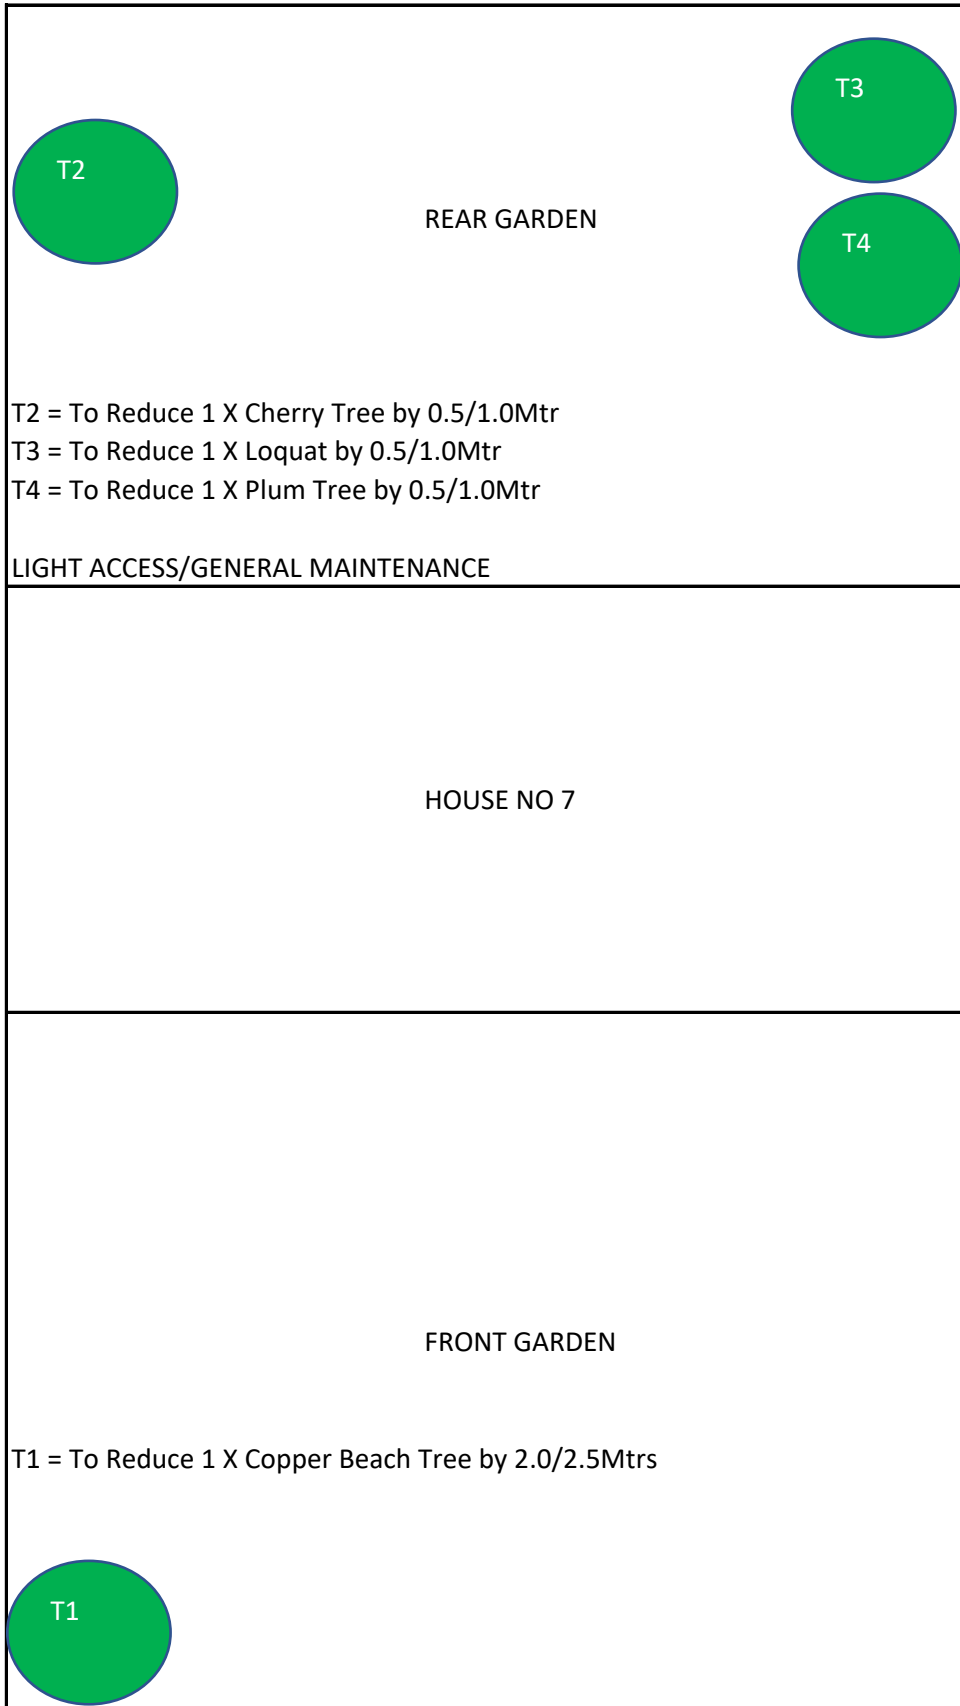 T3
T2
REAR GARDEN
T4
T2 = To Reduce 1 X Cherry Tree by 0.5/1.0Mtr
T3 = To Reduce 1 X Loquat by 0.5/1.0Mtr
T4 = To Reduce 1 X Plum Tree by 0.5/1.0Mtr
LIGHT ACCESS/GENERAL MAINTENANCE
HOUSE NO 7
FRONT GARDEN
T1 = To Reduce 1 X Copper Beach Tree by 2.0/2.5Mtrs
T1